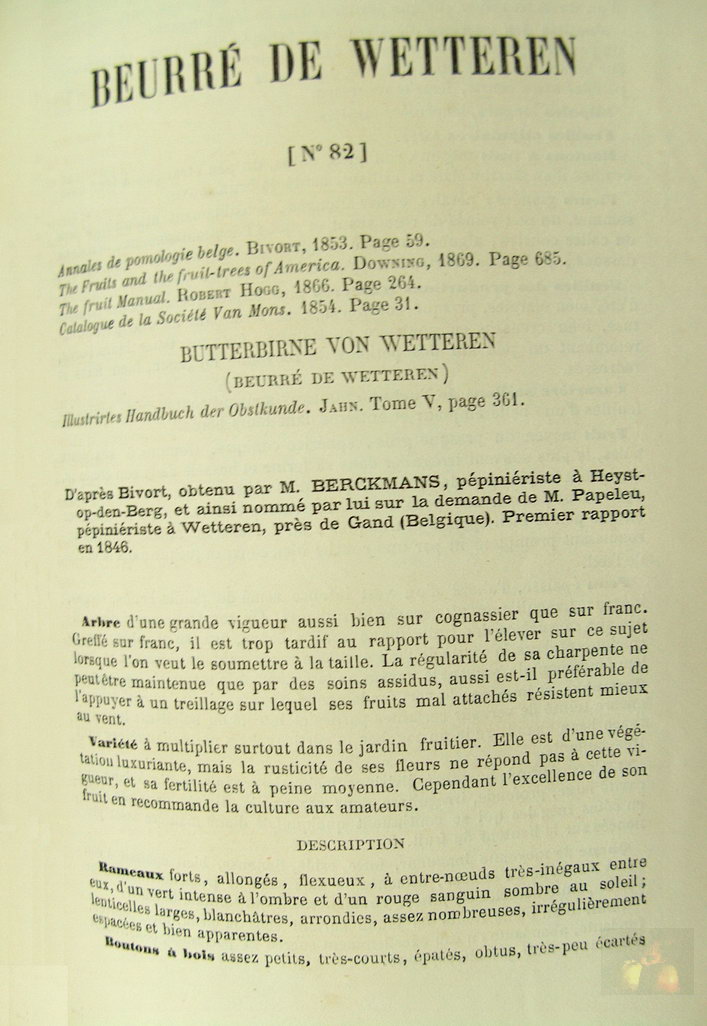 BEURRÉ DE WETTEREN
[N° 82]
Annales de pomologie belge. BIVORT, 1853. Page 59.
The Fruits and the fruit-trees of America. DOWNING, 1869. Page 685.
The fruit Manual. ROBERT HOGG, 1866. Page 264.
Catalogue de la Société Van Mons. 1854. Page 31.
BUTTERBIRNE VON WETTEREN
(BEURRÉ DE WETTEREN)
Illustrirtes Handbuch der Obstkunde. JAHN. Tome V, page 361.
D'après Bivort, obtenu par M. BERCKMANS, pépiniériste à Heyst-
op-den-Berg, et ainsi nommé par lui sur la demande de M. Papeleu,
pépiniériste à Wetteren, près de Gand (Belgique). Premier rapport
en 1846.
Arbre d'une grande vigueur aussi bien sur cognassier que sur franc.
Greffé sur franc, il est trop tardif au rapport pour l'élever sur ce sujet
lorsque l'on veut le soumettre à la taille. La régularité de sa charpente ne
peut être maintenue que par des soins assidus, aussi est-il préférable de
l'appuyer à un treillage sur lequel ses fruits mal attachés résistent mieux
au vent.
Variété à multiplier surtout dans le jardin fruitier. Elle est d'une végé-
tation luxuriante, mais la rusticité de ses fleurs ne répond pas à cette vi-
gueur, et sa fertilité est à peine moyenne. Cependant l'excellence de son
fruit en recommande la culture aux amateurs.
DESCRIPTION
Rameaux forts, allongés, flexueux, à entre-nœuds très-inégaux entre
eux, d'un vert intense à l'ombre et d'un rouge sanguin sombre au soleil;
lenticelles larges, blanchâtres, arrondies, assez nombreuses, irrégulièrement
espacées et bien apparentes.
Boutons à bois assez petits, très-courts, épatés, obtus, très-peu écartés